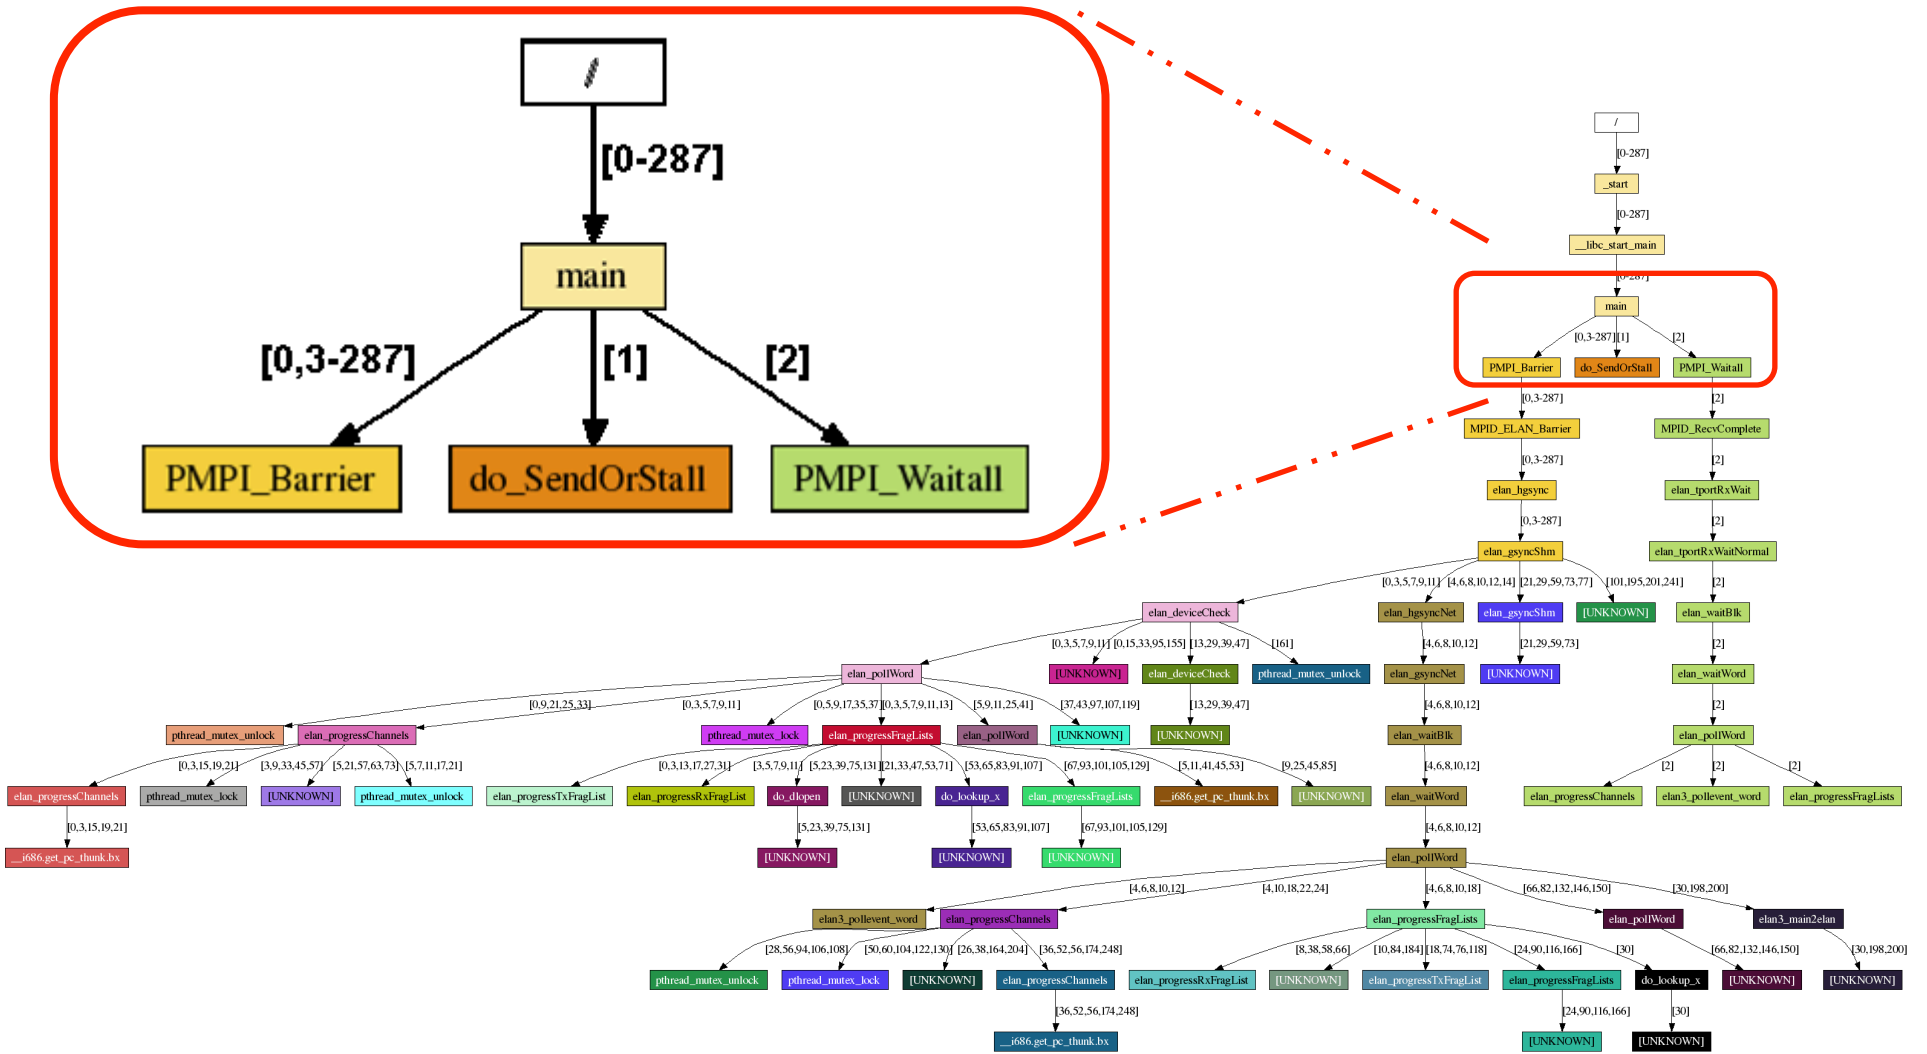 /
[0-287]
main
[0,3-287] [1] [2]
PMPI_Barrier do_SendOrStall PMPI_Waitall
/
[0-287]
_start
[0-287]
__libc_start_main
[0-287]
main
[0,3-287] [1] [2]
PMPI_Barrier do_SendOrStall PMPI_Waitall
[0,3-287] [2]
MPID_ELAN_Barrier MPID_RecvComplete
[0,3-287] [2]
elan_hgsync elan_tportRxWait
[0,3-287] [2]
elan_gsyncShm elan_tportRxWaitNormal
[0,3,5,7,9,11] [4,6,8,10,12,14] [21,29,59,73,77] [101,195,201,241] [2]
elan_deviceCheck elan_hgsyncNet elan_gsyncShm [UNKNOWN] elan_waitBlk
[0,3,5,7,9,11] [0,15,33,95,155] [13,29,39,47] [161] [4,6,8,10,12] [21,29,59,73] [2]
elan_pollWord [UNKNOWN] elan_deviceCheck pthread_mutex_unlock elan_gsyncNet [UNKNOWN] elan_waitWord
[0,9,21,25,33] [0,3,5,7,9,11] [0,5,9,17,35,37] [0,3,5,7,9,11,13] [5,9,11,25,41] [37,43,97,107,119] [13,29,39,47] [4,6,8,10,12] [2]
pthread_mutex_unlock elan_progressChannels pthread_mutex_lock elan_progressFragLists elan_pollWord [UNKNOWN] [UNKNOWN] elan_waitBlk elan_pollWord
[0,3,15,19,21] [3,9,33,45,57] [5,21,57,63,73] [5,7,11,17,21] [0,3,13,17,27,31] [3,5,7,9,11] [5,23,39,75,131] [21,33,47,53,71] [53,65,83,91,107] [67,93,101,105,129] [5,11,41,45,53] [9,25,45,85] [4,6,8,10,12] [2] [2] [2]
elan_progressChannels pthread_mutex_lock [UNKNOWN] pthread_mutex_unlock elan_progressTxFragList elan_progressRxFragList do_dlopen [UNKNOWN] do_lookup_x elan_progressFragLists __i686.get_pc_thunk.bx [UNKNOWN] elan_waitWord elan_progressChannels elan3_pollevent_word elan_progressFragLists
[0,3,15,19,21] [5,23,39,75,131] [53,65,83,91,107] [67,93,101,105,129] [4,6,8,10,12]
__i686.get_pc_thunk.bx [UNKNOWN] [UNKNOWN] [UNKNOWN] elan_pollWord
[4,6,8,10,12] [4,10,18,22,24] [4,6,8,10,18] [66,82,132,146,150] [30,198,200]
elan3_pollevent_word elan_progressChannels elan_progressFragLists elan_pollWord elan3_main2elan
[28,56,94,106,108] [50,60,104,122,130] [26,38,164,204] [36,52,56,174,248] [8,38,58,66] [10,84,184] [18,74,76,118] [24,90,116,166] [30] [66,82,132,146,150] [30,198,200]
pthread_mutex_unlock pthread_mutex_lock [UNKNOWN] elan_progressChannels elan_progressRxFragList [UNKNOWN] elan_progressTxFragList elan_progressFragLists do_lookup_x [UNKNOWN] [UNKNOWN]
[36,52,56,174,248] [24,90,116,166] [30]
__i686.get_pc_thunk.bx [UNKNOWN] [UNKNOWN]